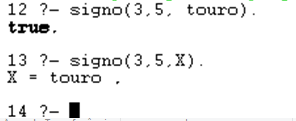 12 ?- signo(3,5, touro).
true.
13 ?- signo(3,5,X).
X = touro .
14 ?-